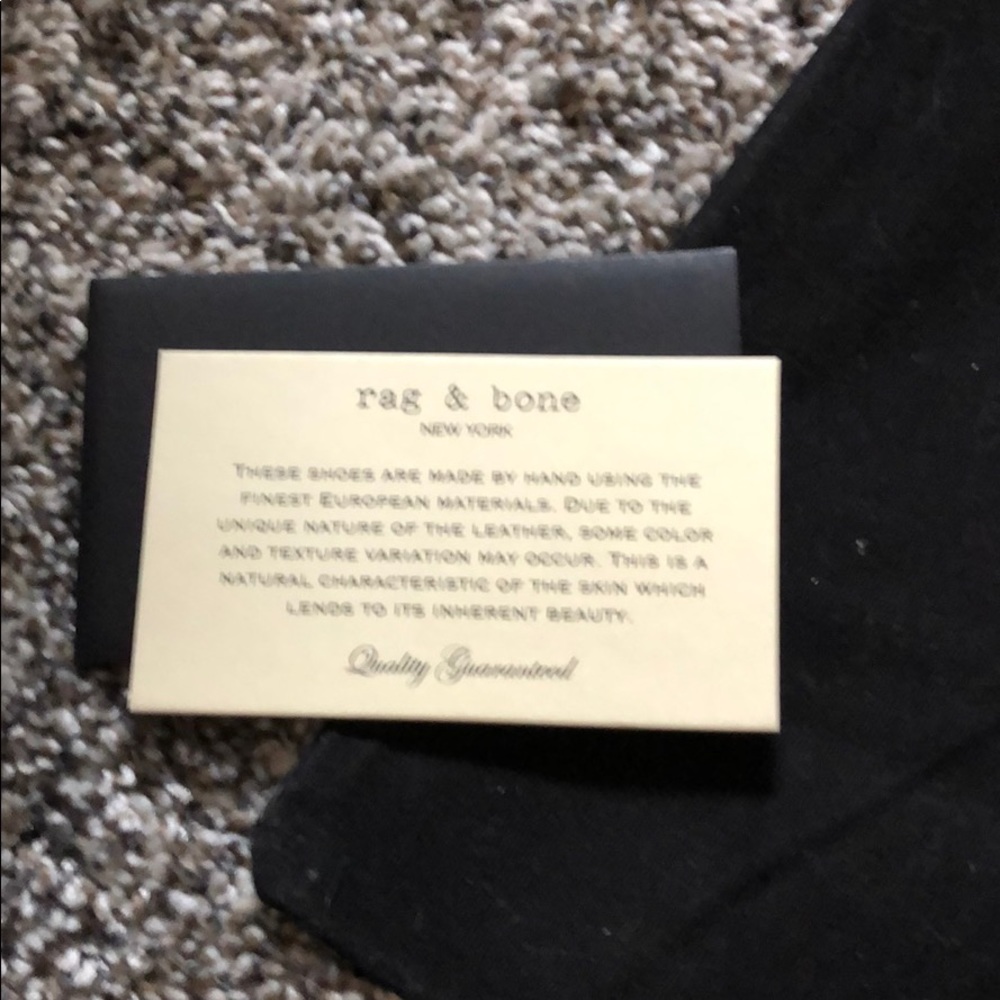 rag & bone
NEW YORK
THESE SHOES ARE MADE BY HAND USING THE
FINEST EUROPEAN MATERIALS. DUE TO THE
UNIQUE NATURE OF THE LEATHER, SOME COLOR
AND TEXTURE VARIATION MAY OCCUR. THIS IS A
NATURAL CHARACTERISTIC OF THE SKIN WHICH
LENDS TO ITS INHERENT BEAUTY.
Quality Guaranteed